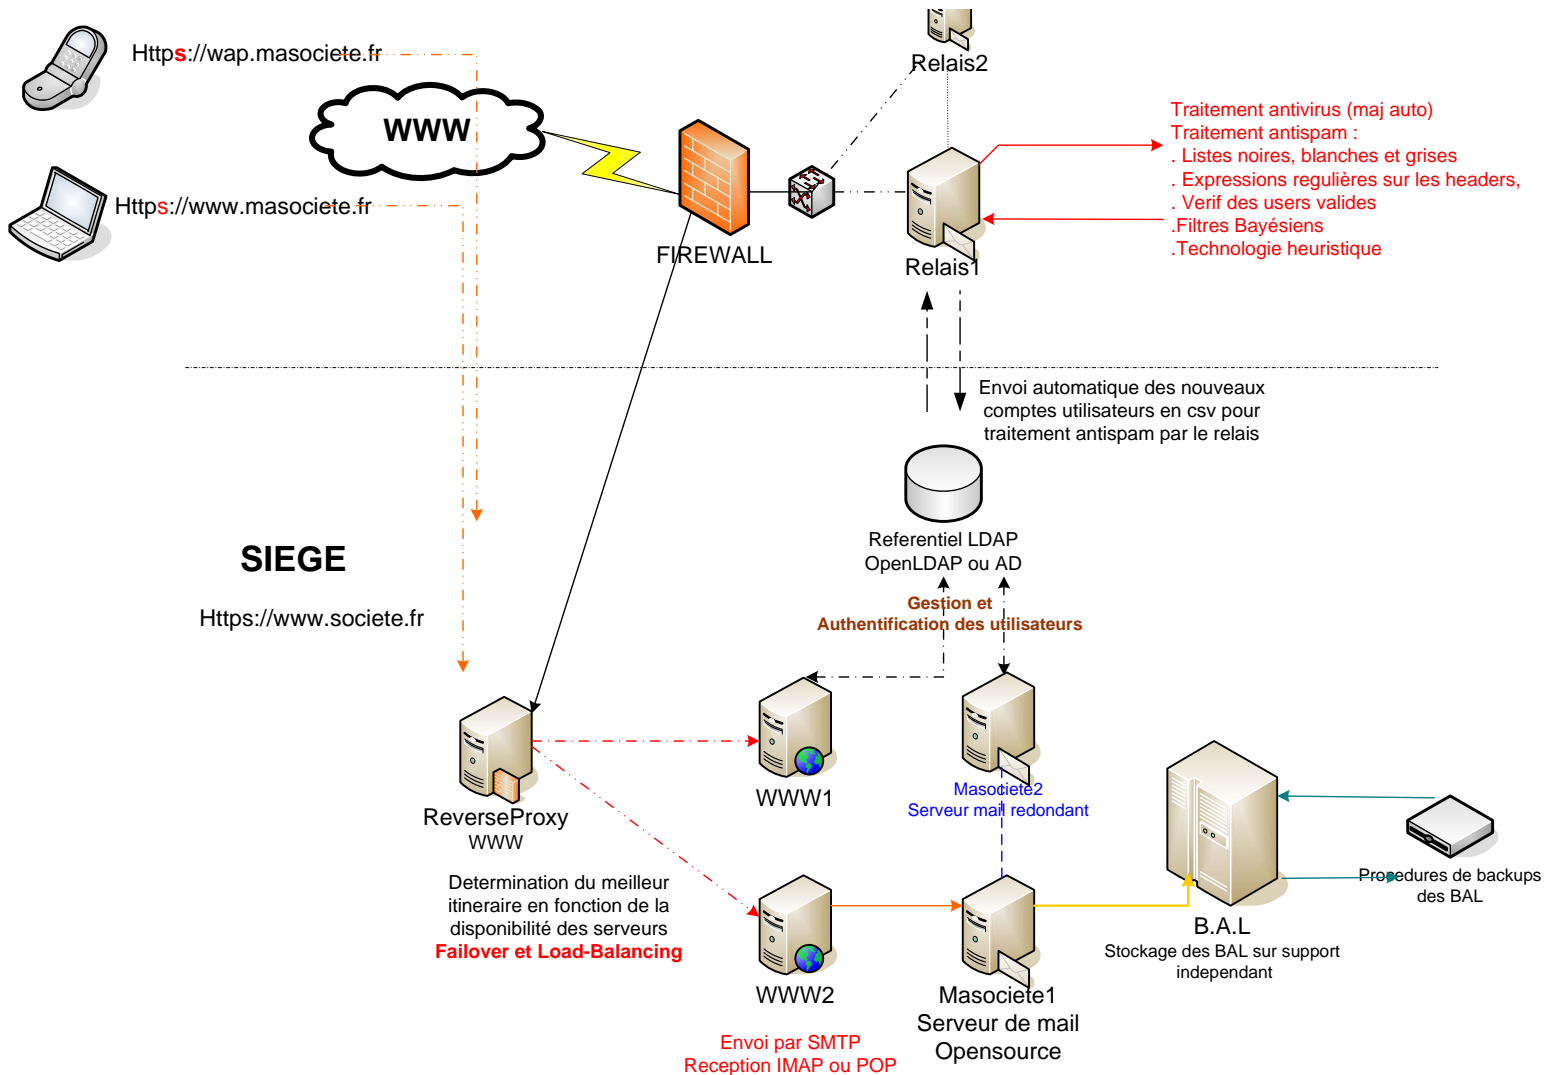 Https://wap.masociete.fr
WWW
Https://www.masociete.fr
FIREWALL
Relais2
Relais1
Traitement antivirus (maj auto)
Traitement antispam :
. Listes noires, blanches et grises
. Expressions regulières sur les headers,
. Verif des users valides
.Filtres Bayésiens
.Technologie heuristique
Envoi automatique des nouveaux
comptes utilisateurs en csv pour
traitement antispam par le relais
Referentiel LDAP
OpenLDAP ou AD
Gestion et
Authentification des utilisateurs
SIEGE
Https://www.societe.fr
ReverseProxy
WWW
Determination du meilleur
itineraire en fonction de la
disponibilité des serveurs
Failover et Load-Balancing
WWW1
Masociete2
Serveur mail redondant
WWW2
Envoi par SMTP
Reception IMAP ou POP
Masociete1
Serveur de mail
Opensource
B.A.L
Stockage des BAL sur support
independant
Procedures de backups
des BAL